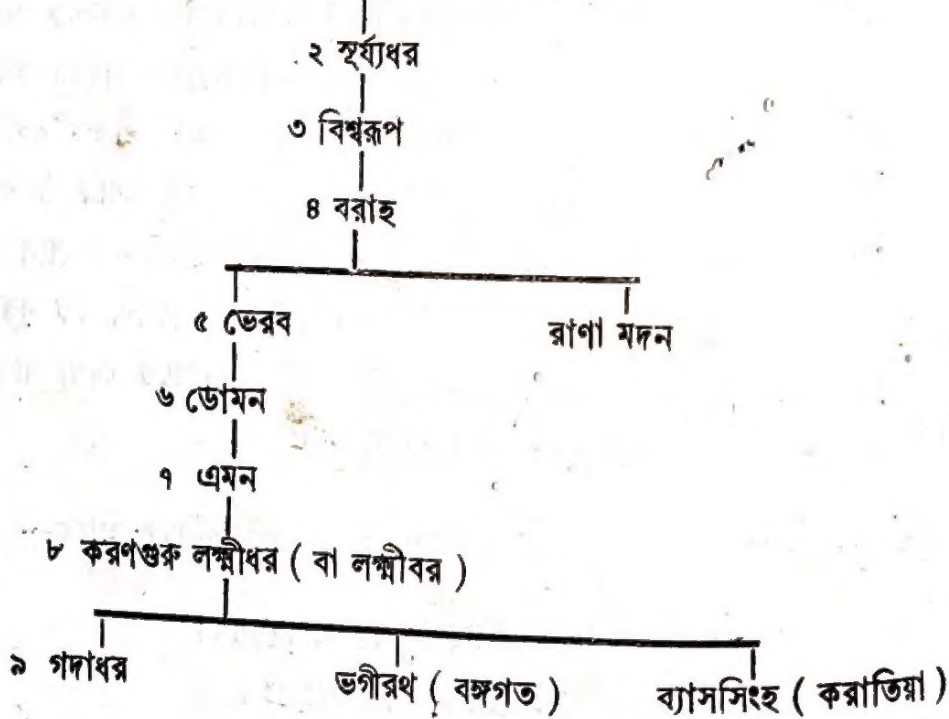 ২ সূর্য্যধর
৩ বিশ্বরূপ
৪ বরাহ
৫ ভৈরব রাণা মদন
৬ ডোমন
৭ এমন
৮ করণগুরু লক্ষ্মীধর ( বা লক্ষ্মীবর )
৯ গদাধর ভগীরথ ( বঙ্গগত ) ব্যাসসিংহ ( করাতিয়া )